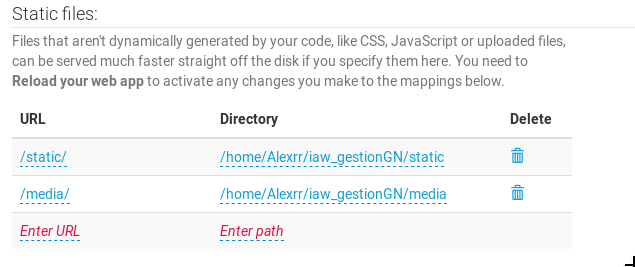 Static files:
Files that aren't dynamically generated by your code, like CSS, JavaScript or uploaded files,
can be served much faster straight off the disk if you specify them here. You need to
Reload your web app to activate any changes you make to the mappings below.
URL Directory Delete
/static/ /home/Alexrr/iaw_gestionGN/static
/media/ /home/Alexrr/iaw_gestionGN/media
Enter URL Enter path